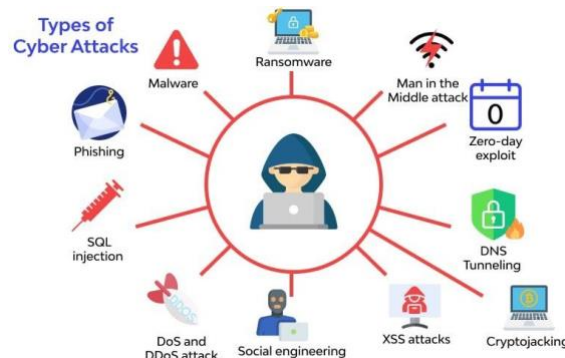 Types of
Cyber Attacks
Ransomware
Malware
Man in the
Middle attack
0
Zero-day
exploit
Phishing
SQL
injection
DNS
Tunneling
DoS and
DDoS attack
Social engineering
XSS attacks
Cryptojacking